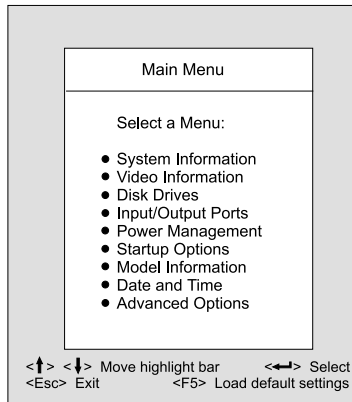 Main Menu
Select a Menu:
● System Information
● Video Information
● Disk Drives
● Input/Output Ports
● Power Management
● Startup Options
● Model Information
● Date and Time
● Advanced Options
<↑> <↓> Move highlight bar <↵> Select
<Esc> Exit <F5> Load default settings